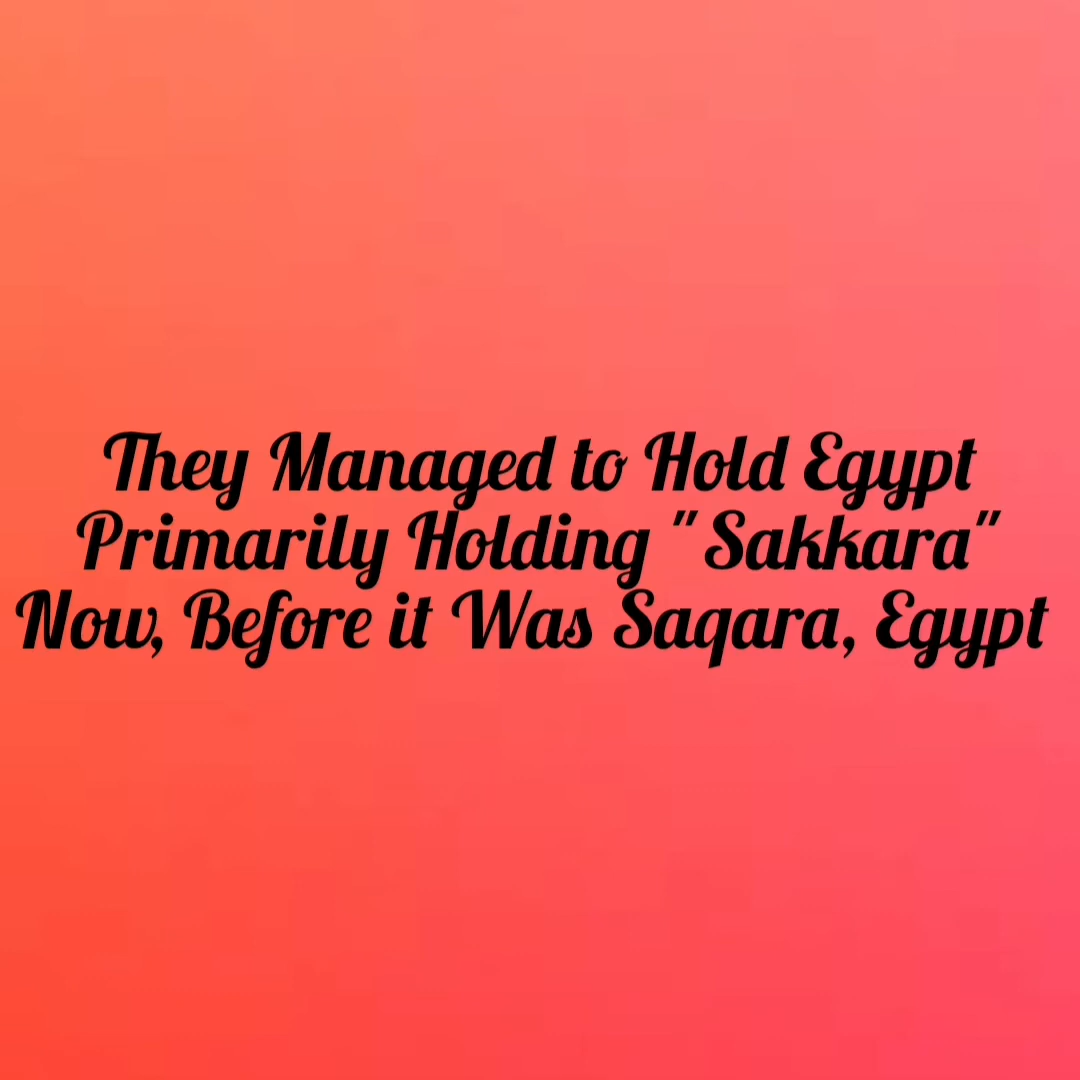 They Managed to Hold Egypt
Primarily Holding "Sakkara"
Now, Before it Was Saqara, Egypt